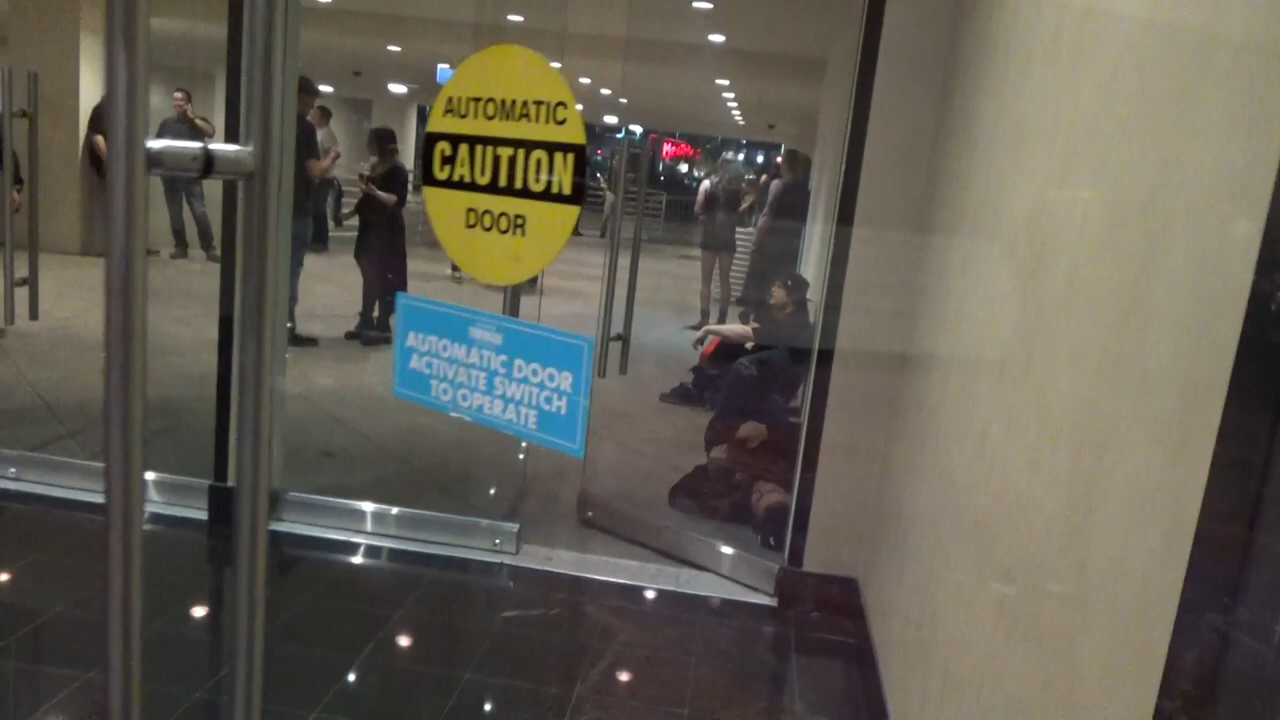 AUTOMATIC
CAUTION
DOOR
AUTOMATIC DOOR
ACTIVATE SWITCH
TO OPERATE